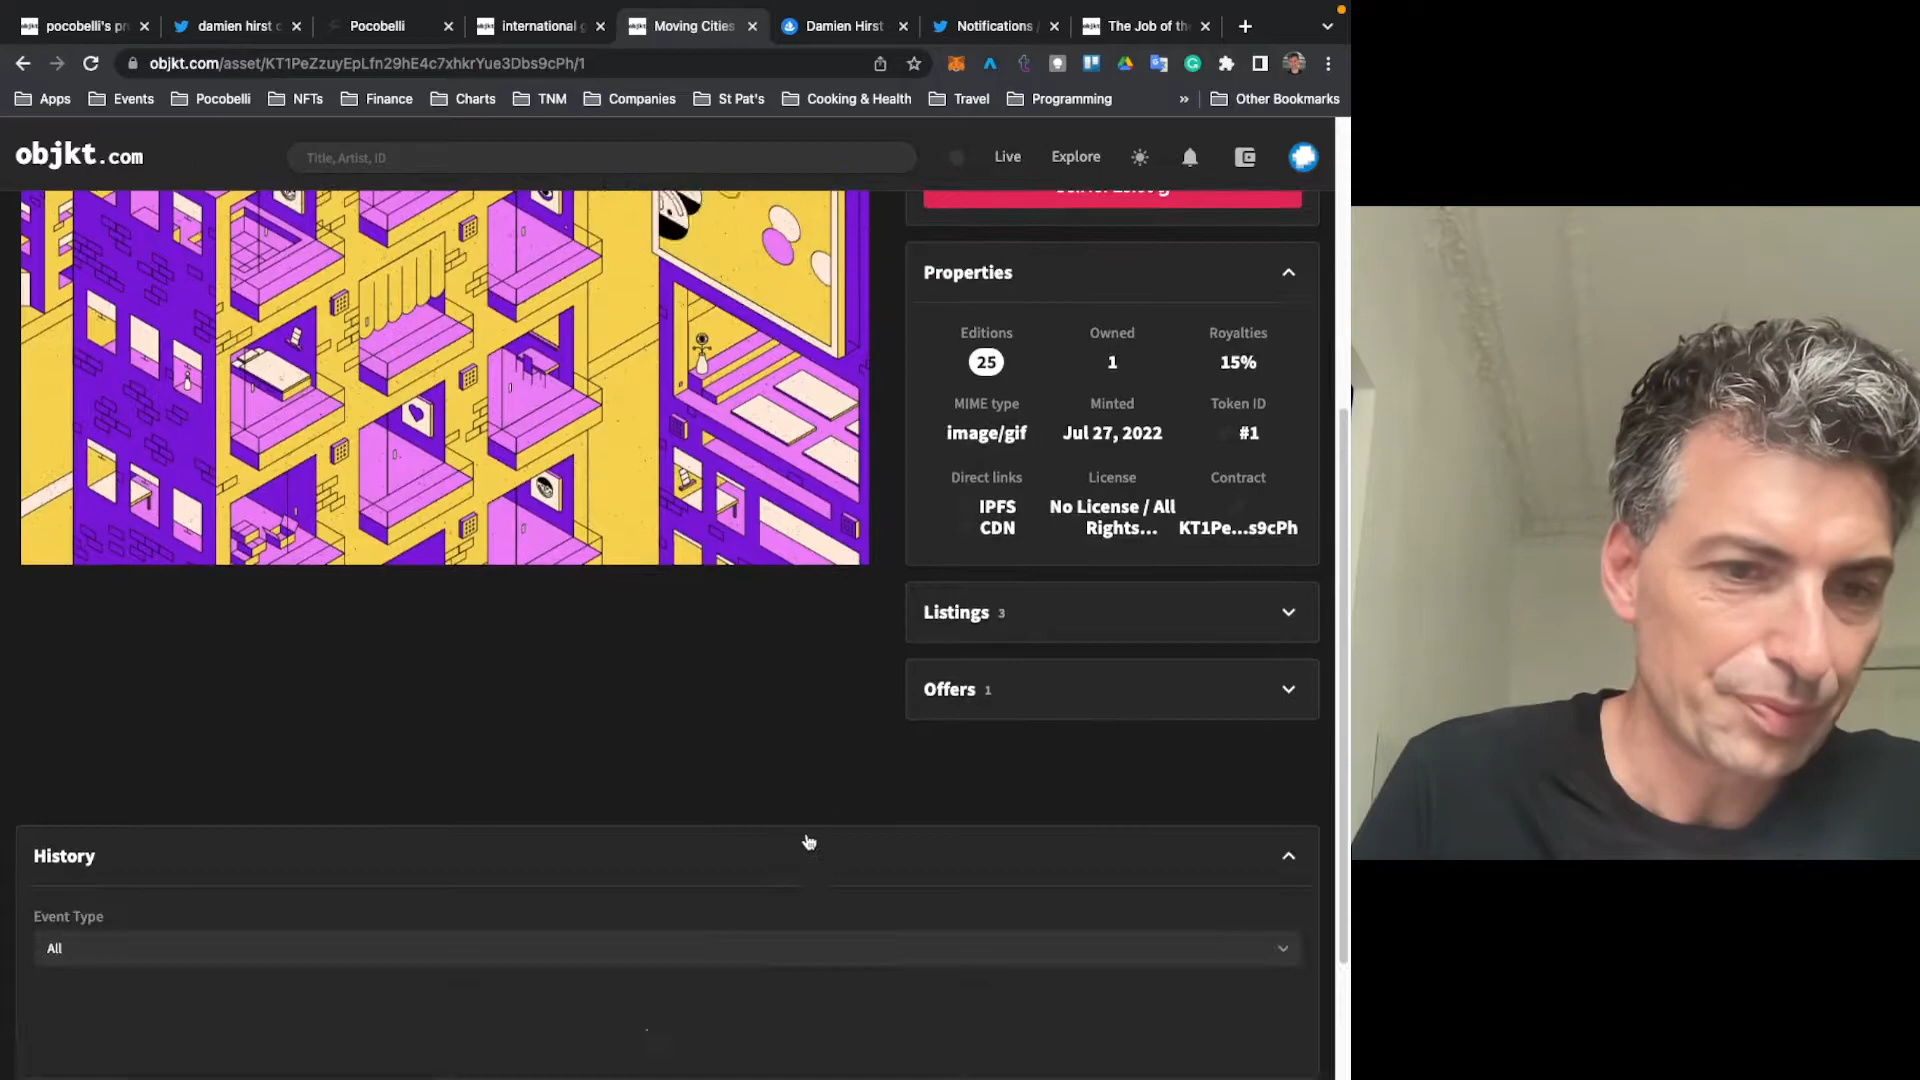 pocobelli's pr
damien hirst c
Pocobelli
international g
Moving Cities
Damien Hirst
Notifications /
The Job of th
objkt.com/asset/KT1PeZzuyEpLfn29hE4c7xhkrYue3Dbs9cPh/1
Apps Events Pocobelli NFTs Finance Charts TNM Companies St Pat's Cooking & Health Travel Programming » Other Bookmarks
objkt.com Title, Artist, ID Live Explore
Properties
Editions Owned Royalties
25 1 15%
MIME type Minted Token ID
image/gif Jul 27, 2022 #1
Direct links License Contract
IPFS No License / All
CDN Rights... KT1Pe...s9cPh
Listings 3
Offers 1
History
Event Type
All